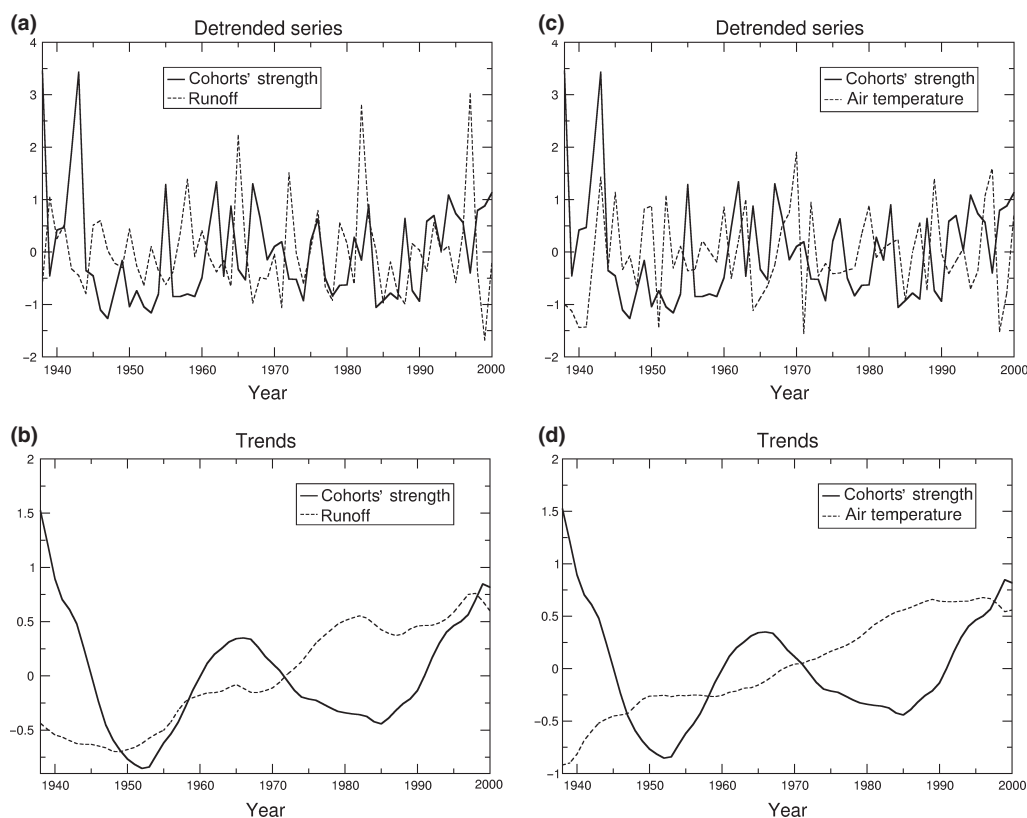 (a)
Detrended series
4
3
2
1
0
−1
−2
Cohorts' strength
Runoff
1940 1950 1960 1970 1980 1990 2000
Year
(c)
Detrended series
4
3
2
1
0
−1
−2
Cohorts' strength
Air temperature
1940 1950 1960 1970 1980 1990 2000
Year
(b)
Trends
2
1.5
1
0.5
0
−0.5
Cohorts' strength
Runoff
1940 1950 1960 1970 1980 1990 2000
Year
(d)
Trends
2
1.5
1
0.5
0
−0.5
−1
Cohorts' strength
Air temperature
1940 1950 1960 1970 1980 1990 2000
Year